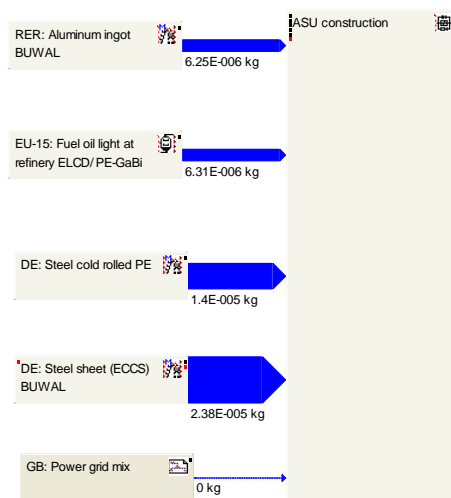 ASU construction
RER: Aluminum ingot
BUWAL
6.25E-006 kg
EU-15: Fuel oil light at
refinery ELCD/ PE-GaBi
6.31E-006 kg
DE: Steel cold rolled PE
1.4E-005 kg
DE: Steel sheet (ECCS)
BUWAL
2.38E-005 kg
GB: Power grid mix
0 kg